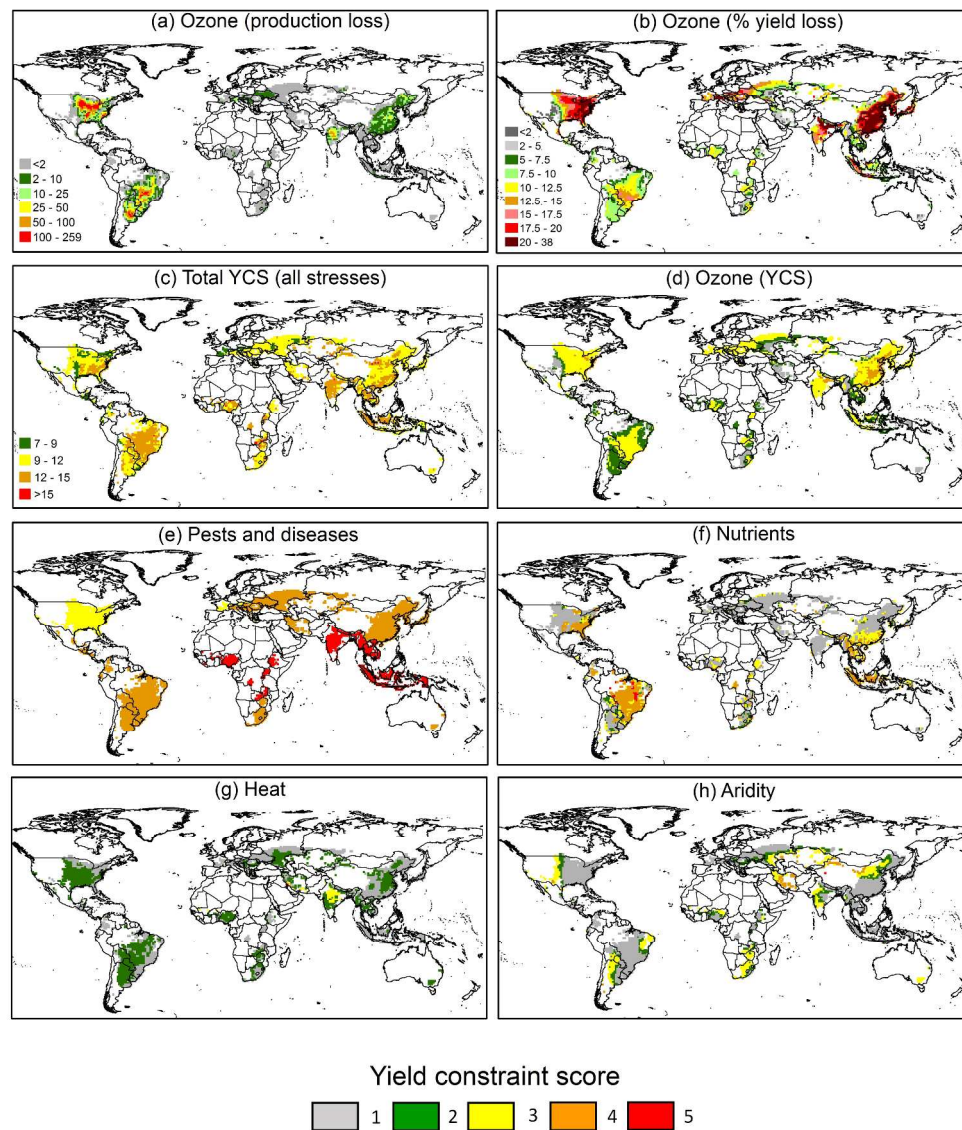 (a) Ozone (production loss)
<2
2 - 10
10 - 25
25 - 50
50 - 100
100 - 259
(b) Ozone (% yield loss)
<2
2 - 5
5 - 7.5
7.5 - 10
10 - 12.5
12.5 - 15
15 - 17.5
17.5 - 20
20 - 38
(c) Total YCS (all stresses)
7 - 9
9 - 12
12 - 15
>15
(d) Ozone (YCS)
(e) Pests and diseases
(f) Nutrients
(g) Heat
(h) Aridity
Yield constraint score
1 2 3 4 5